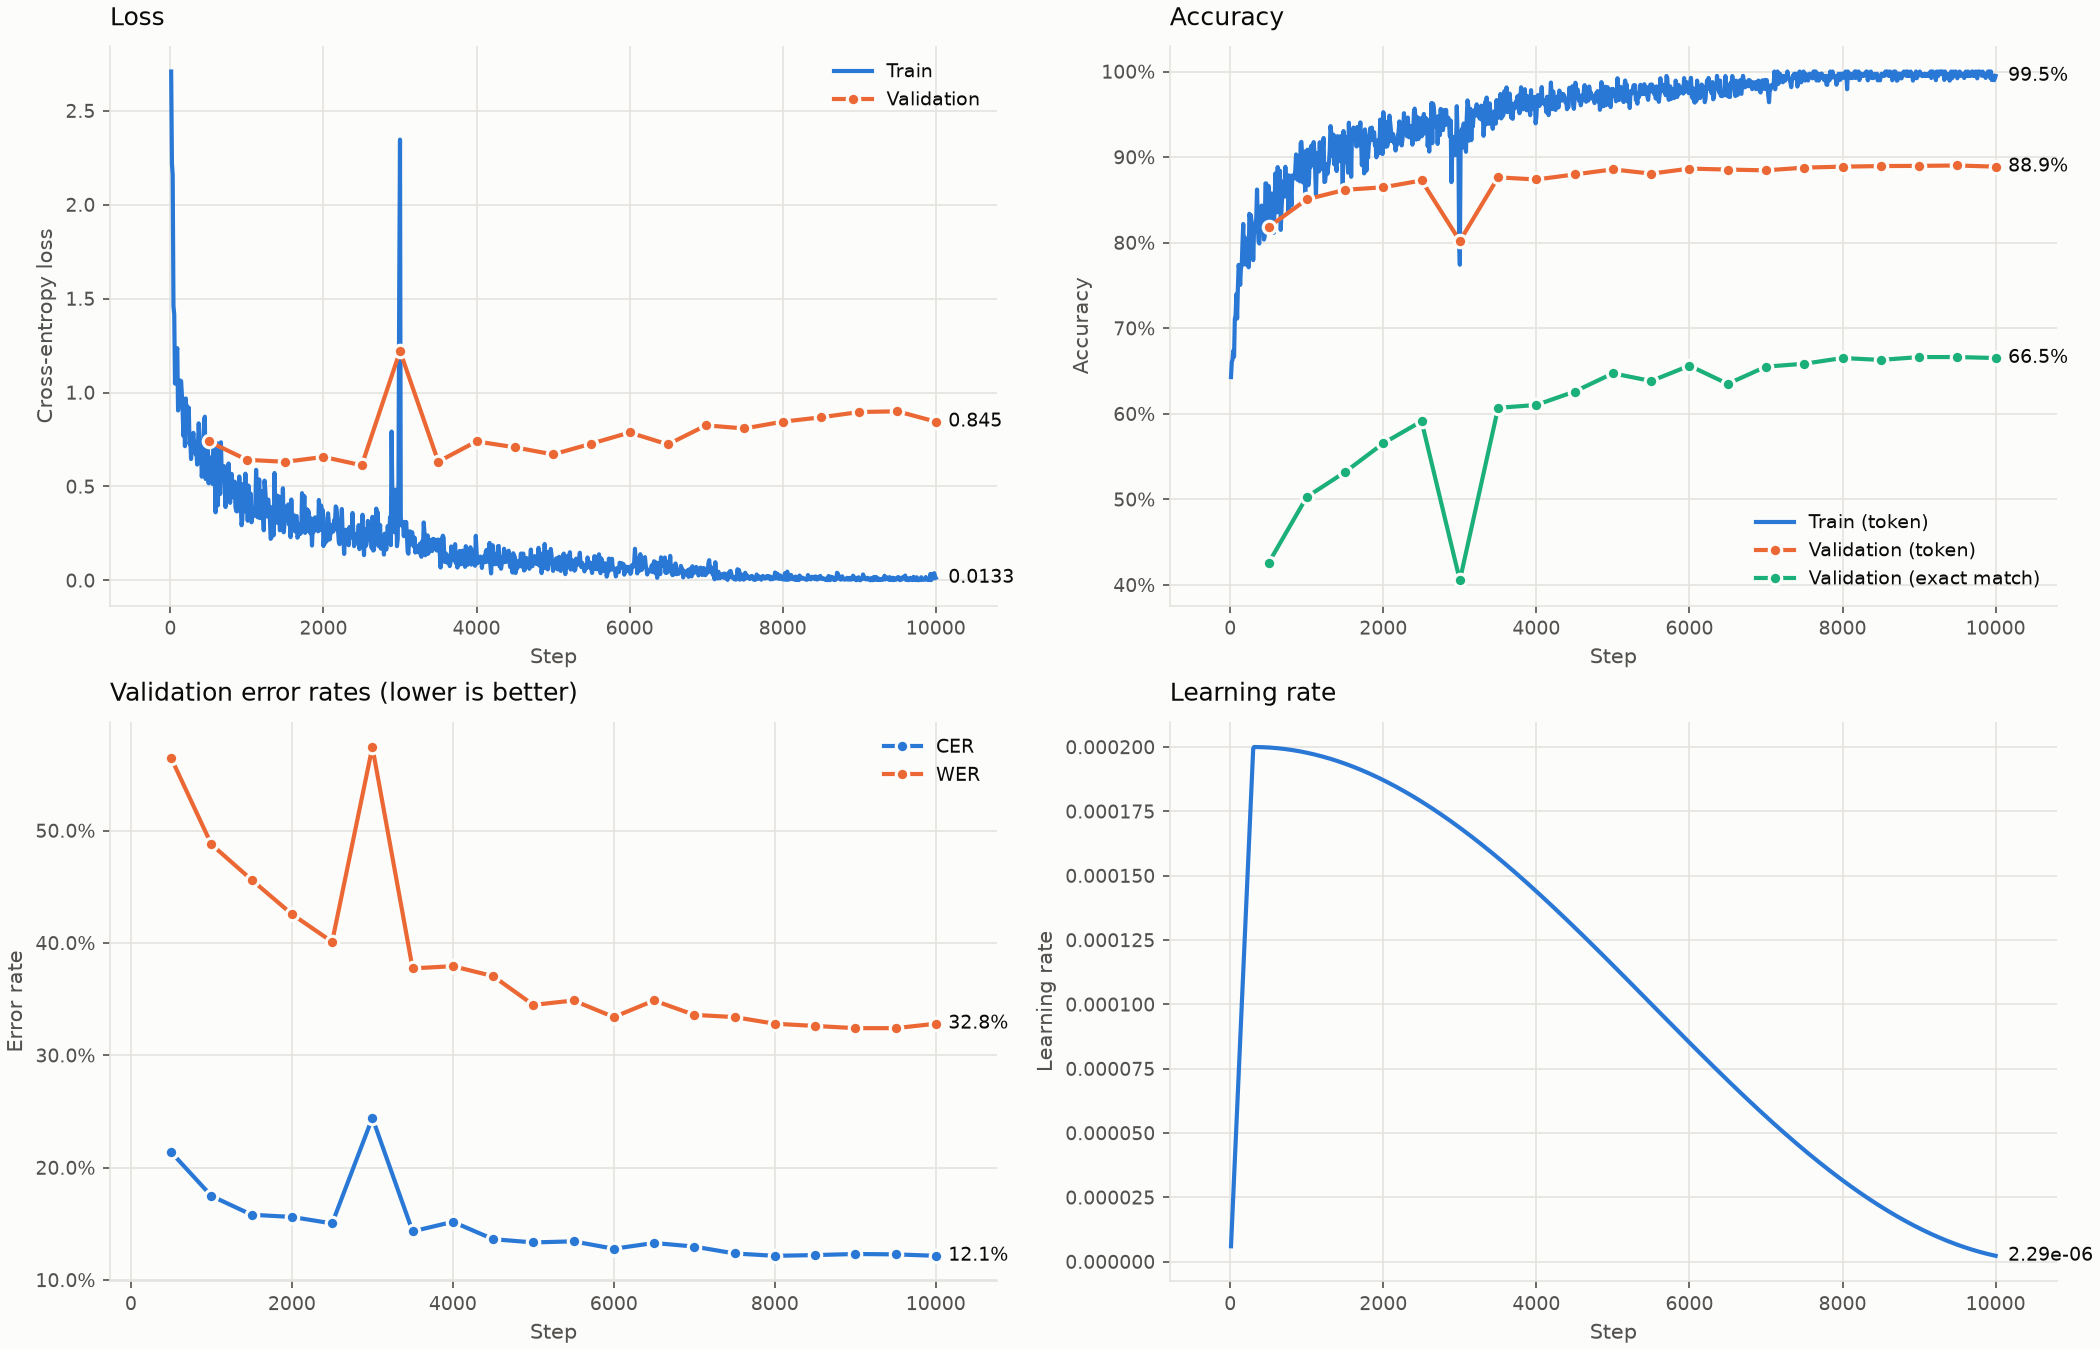 Loss
Cross-entropy loss
2.5
2.0
1.5
1.0
0.5
0.0
Train
Validation
0.845
0.0133
0
2000
4000
6000
8000
10000
Step
Accuracy
Accuracy
100%
90%
80%
70%
60%
50%
40%
99.5%
88.9%
66.5%
Train (token)
Validation (token)
Validation (exact match)
0
2000
4000
6000
8000
10000
Step
Validation error rates (lower is better)
Error rate
50.0%
40.0%
30.0%
20.0%
10.0%
CER
WER
32.8%
12.1%
0
2000
4000
6000
8000
10000
Step
Learning rate
Learning rate
0.000200
0.000175
0.000150
0.000125
0.000100
0.000075
0.000050
0.000025
0.000000
2.29e-06
0
2000
4000
6000
8000
10000
Step